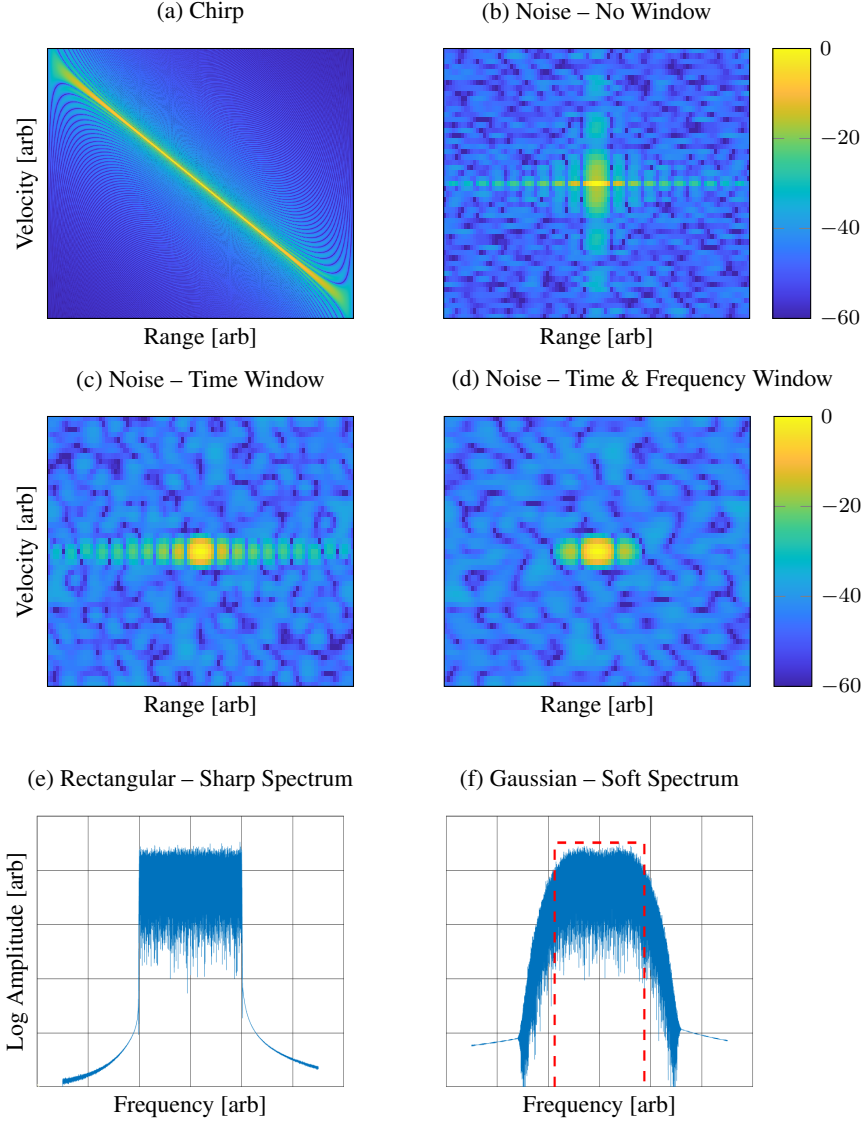 (a) Chirp
(b) Noise – No Window
Velocity [arb]
0
−20
−40
−60
Range [arb]
Range [arb]
(c) Noise – Time Window
(d) Noise – Time & Frequency Window
Velocity [arb]
0
−20
−40
−60
Range [arb]
Range [arb]
(e) Rectangular – Sharp Spectrum
(f) Gaussian – Soft Spectrum
Log Amplitude [arb]
Frequency [arb]
Frequency [arb]